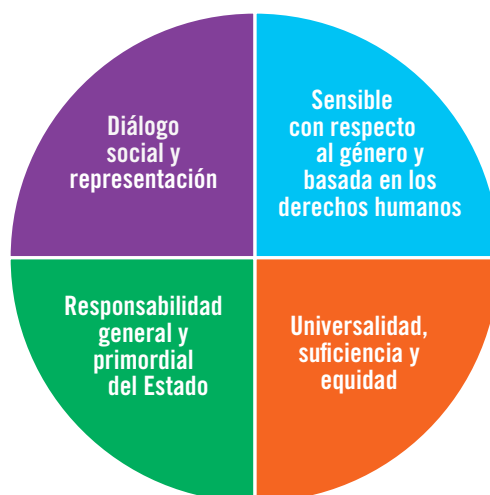 Diálogo
social y
representación
Sensible
con respecto
al género y
basada en los
derechos humanos
Responsabilidad
general y
primordial
del Estado
Universalidad,
suficiencia y
equidad